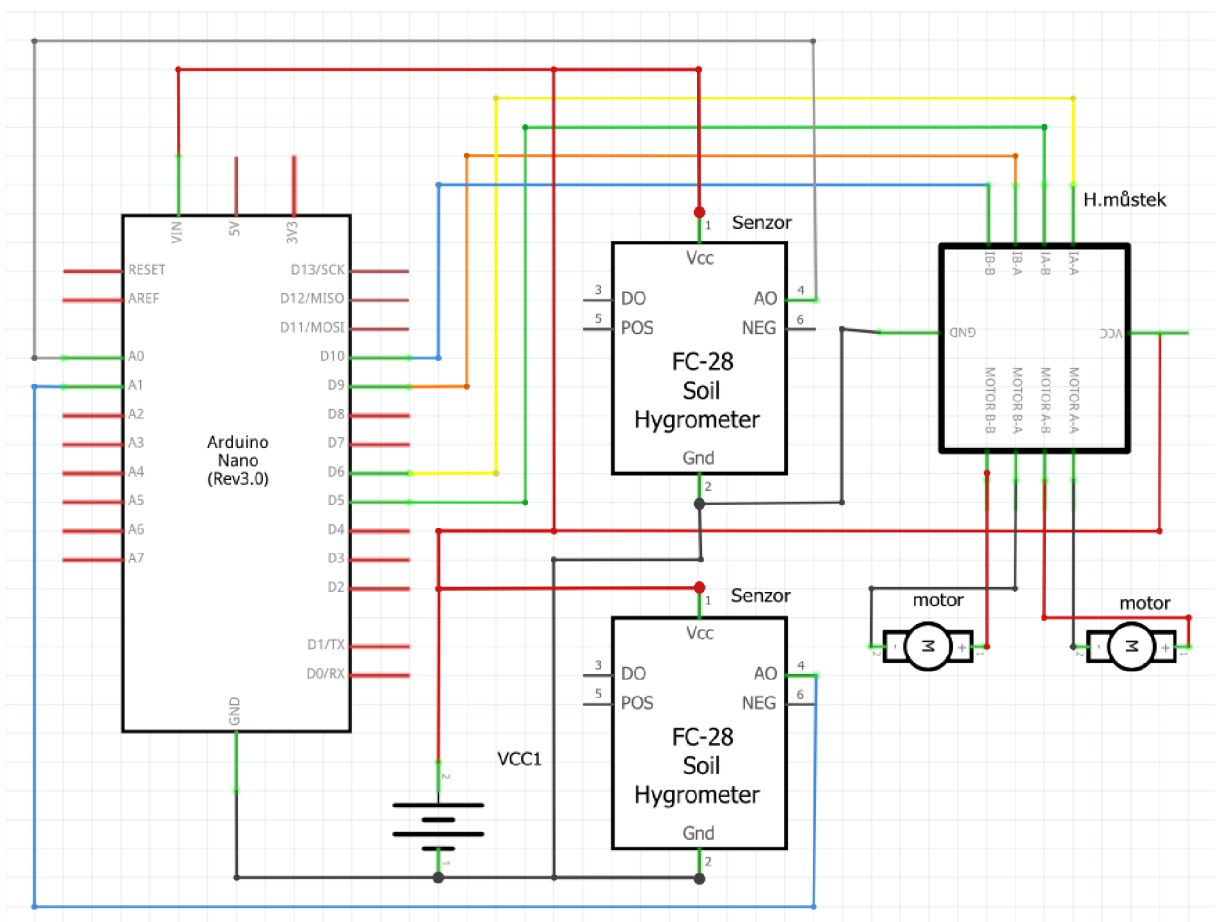 VIN
5V
3V3
RESET
AREF
A0
A1
A2
A3
A4
A5
A6
A7
D13/SCK
D12/MISO
D11/MOSI
D10
D9
D8
D7
D6
D5
D4
D3
D2
D1/TX
D0/RX
GND
Arduino
Nano
(Rev3.0)
Senzor
1
Vcc
3
DO
AO
4
5
POS
NEG
6
FC-28
Soil
Hygrometer
Gnd
2
H.můstek
IB-B
IB-A
IA-B
IA-A
GND
VCC
MOTOR B-B
MOTOR B-A
MOTOR A-B
MOTOR A-A
motor
2
-
M
+
1
motor
2
-
M
+
1
Senzor
1
Vcc
3
DO
AO
4
5
POS
NEG
6
FC-28
Soil
Hygrometer
Gnd
2
VCC1
2
1